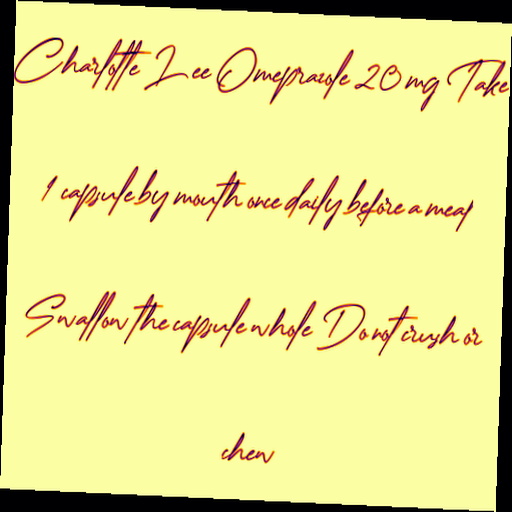 Charlotte Lee Omeprazole 20 mg Take
1 capsule by mouth once daily before a meal
Swallow the capsule whole Do not crush or
chew